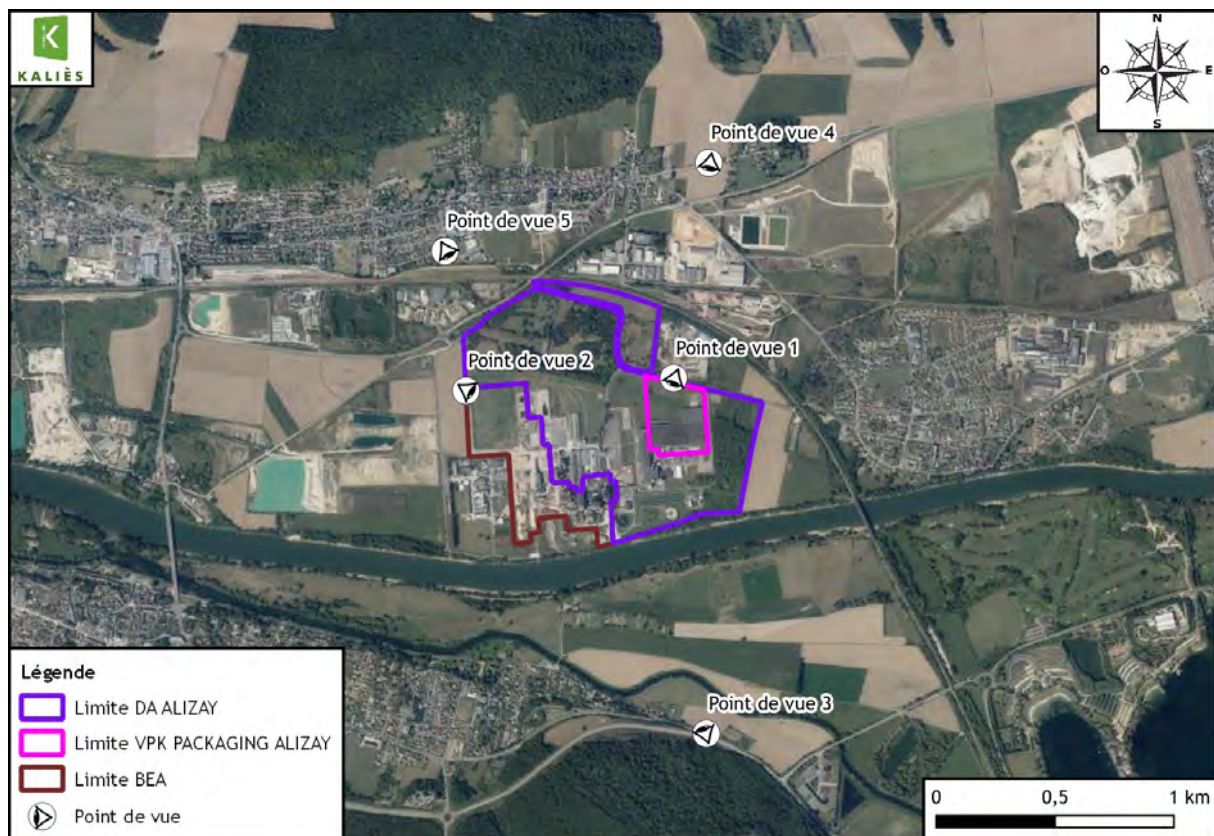 KALIÈS
N
O
E
S
Point de vue 4
Point de vue 5
Point de vue 1
Point de vue 2
Point de vue 3
Légende
Limite DA ALIZAY
Limite VPK PACKAGING ALIZAY
Limite BEA
Point de vue
0
0,5
1 km